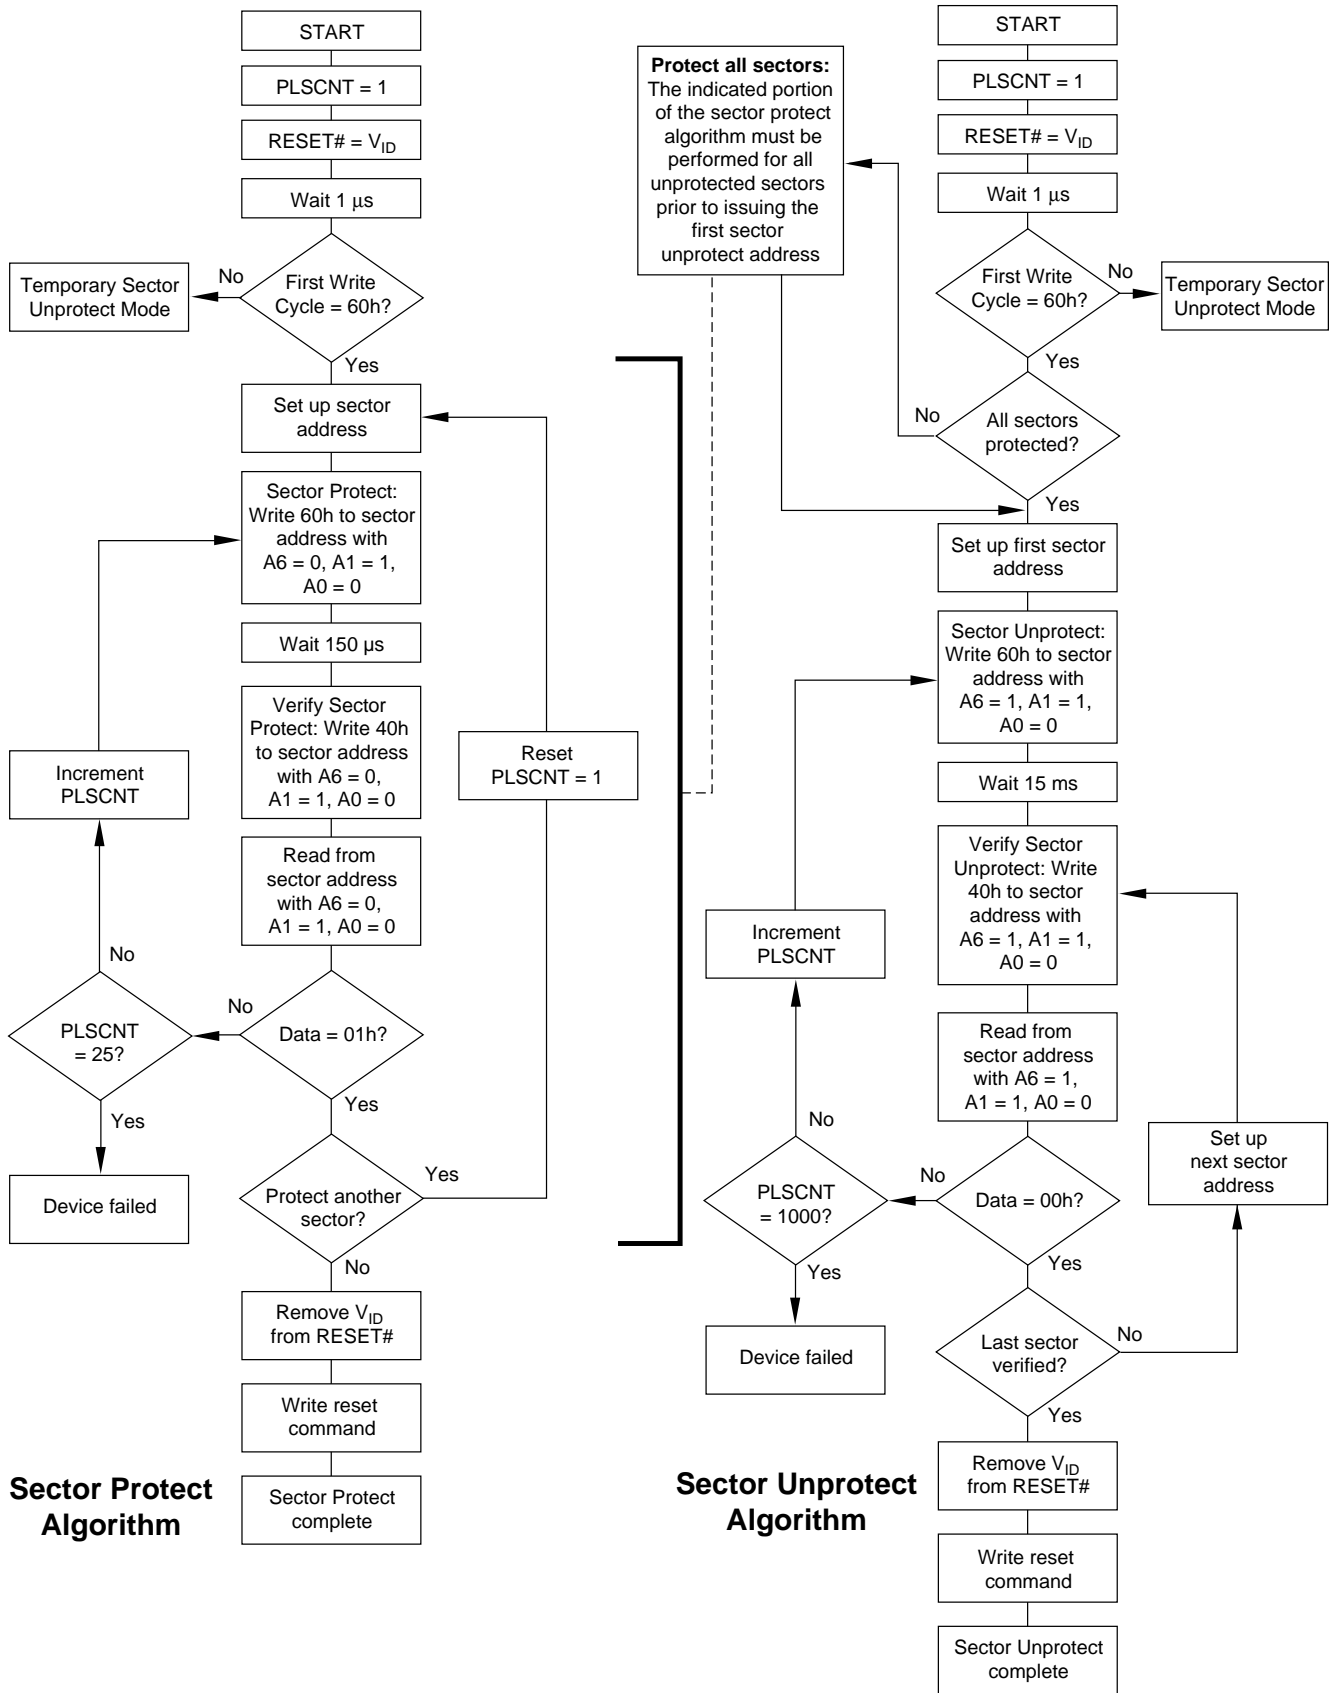 START
PLSCNT = 1
RESET# = VID
Wait 1 μs
First Write
Cycle = 60h?
No
Temporary Sector
Unprotect Mode
Yes
Set up sector
address
Sector Protect:
Write 60h to sector
address with
A6 = 0, A1 = 1,
A0 = 0
Wait 150 µs
Verify Sector
Protect: Write 40h
to sector address
with A6 = 0,
A1 = 1, A0 = 0
Reset
PLSCNT = 1
Increment
PLSCNT
Read from
sector address
with A6 = 0,
A1 = 1, A0 = 0
No
No
PLSCNT
= 25?
Data = 01h?
Yes
Yes
Device failed
Protect another
sector?
Yes
No
Remove VID
from RESET#
Write reset
command
Sector Protect
complete
Sector Protect
Algorithm
Protect all sectors:
The indicated portion
of the sector protect
algorithm must be
performed for all
unprotected sectors
prior to issuing the
first sector
unprotect address
START
PLSCNT = 1
RESET# = VID
Wait 1 μs
First Write
Cycle = 60h?
No
Temporary Sector
Unprotect Mode
Yes
No
All sectors
protected?
Yes
Set up first sector
address
Sector Unprotect:
Write 60h to sector
address with
A6 = 1, A1 = 1,
A0 = 0
Wait 15 ms
Verify Sector
Unprotect: Write
40h to sector
address with
A6 = 1, A1 = 1,
A0 = 0
Increment
PLSCNT
Read from
sector address
with A6 = 1,
A1 = 1, A0 = 0
No
No
PLSCNT
= 1000?
Data = 00h?
Set up
next sector
address
Yes
Yes
Device failed
Last sector
verified?
No
Yes
Remove VID
from RESET#
Write reset
command
Sector Unprotect
complete
Sector Unprotect
Algorithm